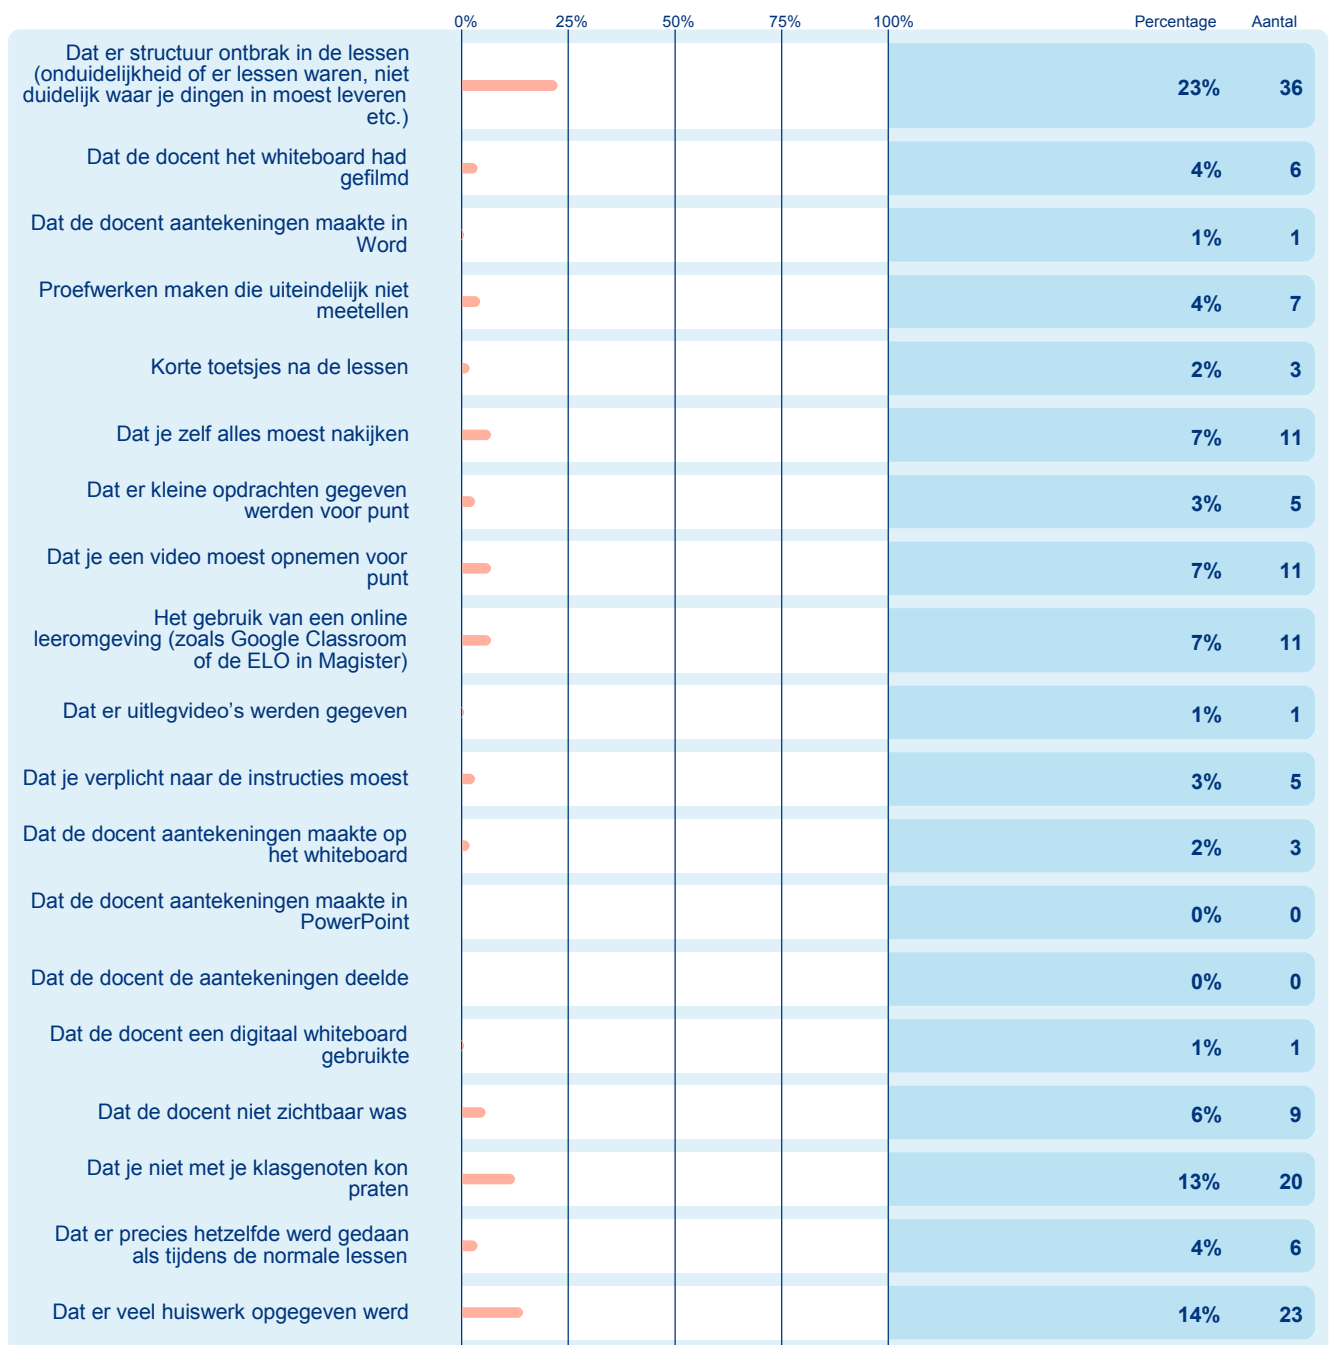 0% 25% 50% 75% 100% Percentage Aantal
Dat er structuur ontbrak in de lessen
(onduidelijkheid of er lessen waren, niet
duidelijk waar je dingen in moest leveren
etc.)
23% 36
Dat de docent het whiteboard had
gefilmd
4% 6
Dat de docent aantekeningen maakte in
Word
1% 1
Proefwerken maken die uiteindelijk niet
meetellen
4% 7
Korte toetsjes na de lessen
2% 3
Dat je zelf alles moest nakijken
7% 11
Dat er kleine opdrachten gegeven
werden voor punt
3% 5
Dat je een video moest opnemen voor
punt
7% 11
Het gebruik van een online
leeromgeving (zoals Google Classroom
of de ELO in Magister)
7% 11
Dat er uitlegvideo’s werden gegeven
1% 1
Dat je verplicht naar de instructies moest
3% 5
Dat de docent aantekeningen maakte op
het whiteboard
2% 3
Dat de docent aantekeningen maakte in
PowerPoint
0% 0
Dat de docent de aantekeningen deelde
0% 0
Dat de docent een digitaal whiteboard
gebruikte
1% 1
Dat de docent niet zichtbaar was
6% 9
Dat je niet met je klasgenoten kon
praten
13% 20
Dat er precies hetzelfde werd gedaan
als tijdens de normale lessen
4% 6
Dat er veel huiswerk opgegeven werd
14% 23